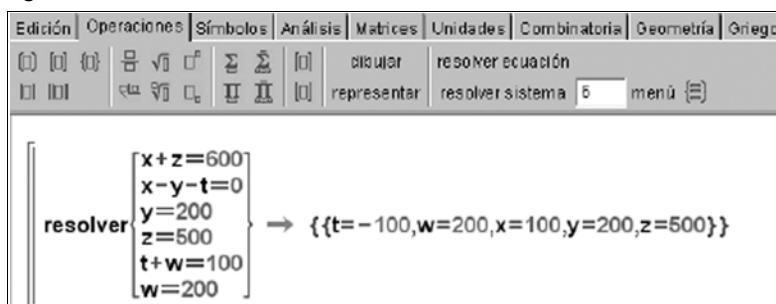 Edición Operaciones Símbolos Análisis Matrices Unidades Combinatoria Geometría Griego
dibujar resolver ecuación
representar resolver sistema 5 menú
x+z=600
x-y-t=0
y=200
resolver z=500 → {{t=-100,w=200,x=100,y=200,z=500}}
t+w=100
w=200